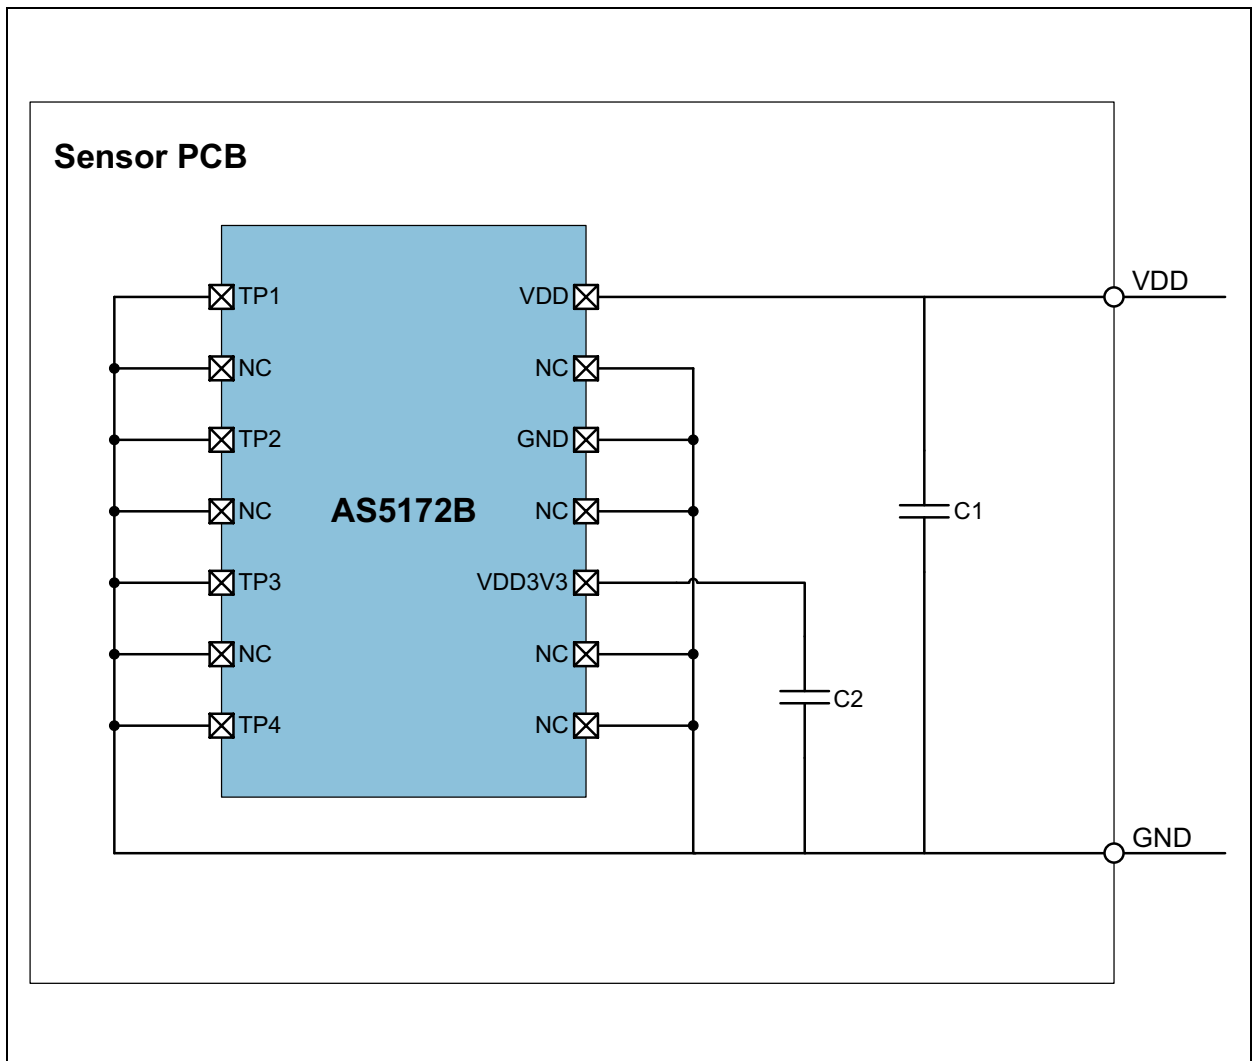 Sensor PCB
VDD
TP1 VDD
NC NC
TP2 GND
NC AS5172B NC C1
TP3 VDD3V3
NC NC
C2
TP4 NC
GND